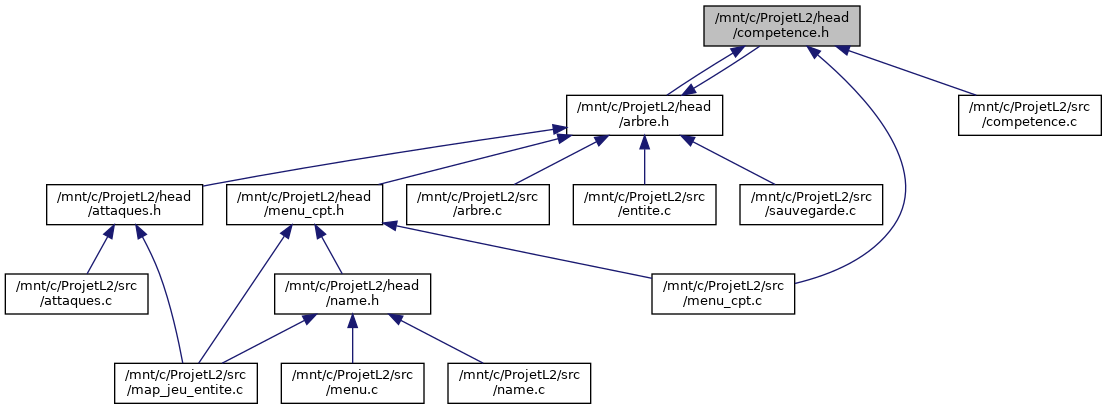 /mnt/c/ProjetL2/head
/competence.h
/mnt/c/ProjetL2/head
/arbre.h
/mnt/c/ProjetL2/src
/competence.c
/mnt/c/ProjetL2/head
/attaques.h
/mnt/c/ProjetL2/head
/menu_cpt.h
/mnt/c/ProjetL2/src
/arbre.c
/mnt/c/ProjetL2/src
/entite.c
/mnt/c/ProjetL2/src
/sauvegarde.c
/mnt/c/ProjetL2/src
/attaques.c
/mnt/c/ProjetL2/head
/name.h
/mnt/c/ProjetL2/src
/menu_cpt.c
/mnt/c/ProjetL2/src
/map_jeu_entite.c
/mnt/c/ProjetL2/src
/menu.c
/mnt/c/ProjetL2/src
/name.c